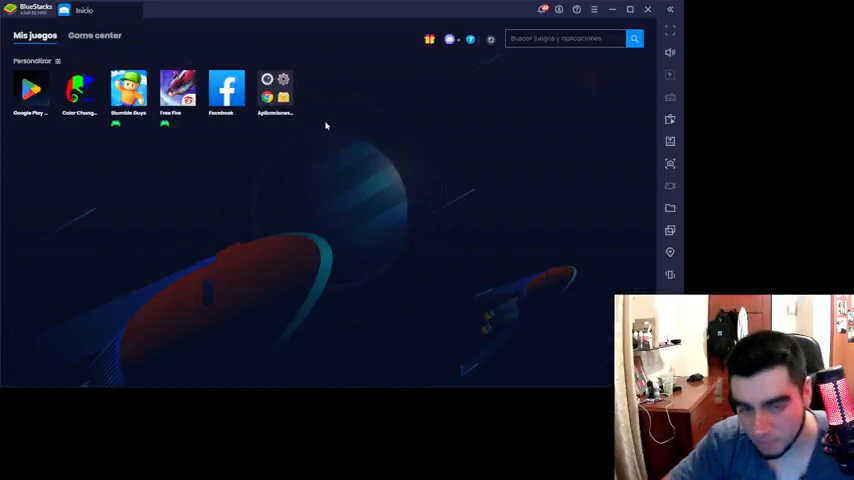 BlueStacks
Inicio
Mis juegos
Game center
Buscar juegos y aplicaciones
Personalizar
Google Play ...
Color Chang...
Stumble Guys
Free Fire
Facebook
Aplicaciones...